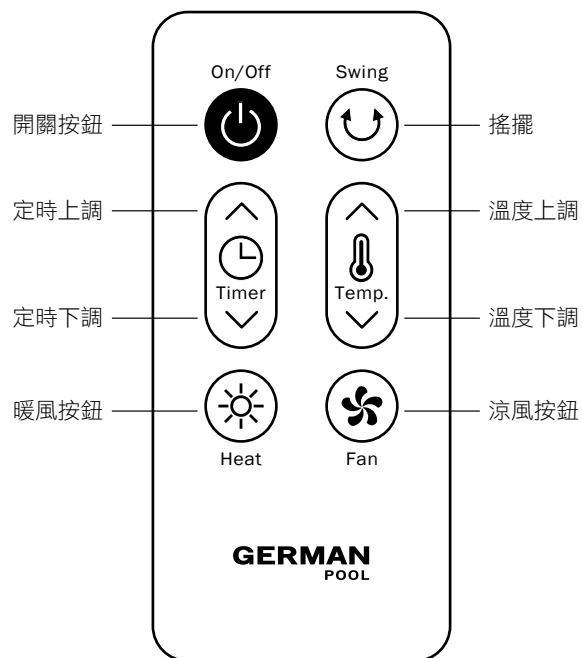 On/Off
Swing
開關按鈕
搖擺
定時上調
溫度上調
Timer
Temp.
定時下調
溫度下調
暖風按鈕
涼風按鈕
Heat
Fan
GERMAN
POOL